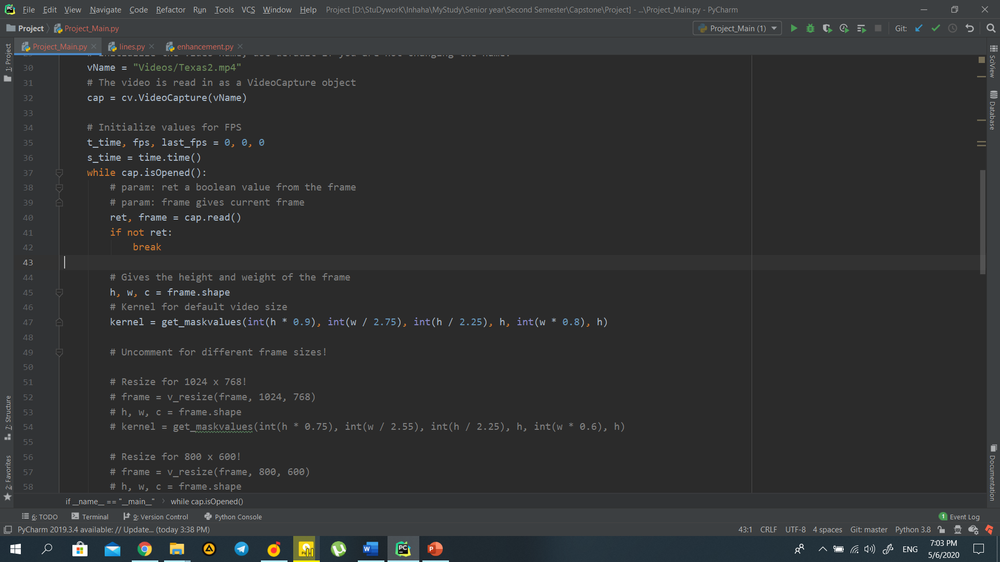 File Edit View Navigate Code Refactor Run Tools VCS Window Help Project [D:\StuDyworK\Inhaha\MyStudy\Senior year\Second Semester\Capstone\Project] - ...\Project_Main.py - PyCharm
Project Project_Main.py Project_Main (1) Git:
Project_Main.py lines.py enhancement.py
30 vName = "Videos/Texas2.mp4"
31 # The video is read in as a VideoCapture object
32 cap = cv.VideoCapture(vName)
33
34 # Initialize values for FPS
35 t_time, fps, last_fps = 0, 0, 0
36 s_time = time.time()
37 while cap.isOpened():
38 # param: ret a boolean value from the frame
39 # param: frame gives current frame
40 ret, frame = cap.read()
41 if not ret:
42 break
43
44 # Gives the height and weight of the frame
45 h, w, c = frame.shape
46 # Kernel for default video size
47 kernel = get_maskvalues(int(h * 0.9), int(w / 2.75), int(h / 2.25), h, int(w * 0.8), h)
48
49 # Uncomment for different frame sizes!
50
51 # Resize for 1024 x 768!
52 # frame = v_resize(frame, 1024, 768)
53 # h, w, c = frame.shape
54 # kernel = get_maskvalues(int(h * 0.75), int(w / 2.55), int(h / 2.25), h, int(w * 0.6), h)
55
56 # Resize for 800 x 600!
57 # frame = v_resize(frame, 800, 600)
58 # h, w, c = frame.shape
1: Project
7: Structure
2: Favorites
SciView
Database
Documentation
if __name__ == "__main__" while cap.isOpened()
6: TODO Terminal 9: Version Control Python Console 1 Event Log
PyCharm 2019.3.4 available: // Update... (today 3:38 PM) 43:1 CRLF UTF-8 4 spaces Git: master Python 3.8
ENG 7:03 PM
5/6/2020